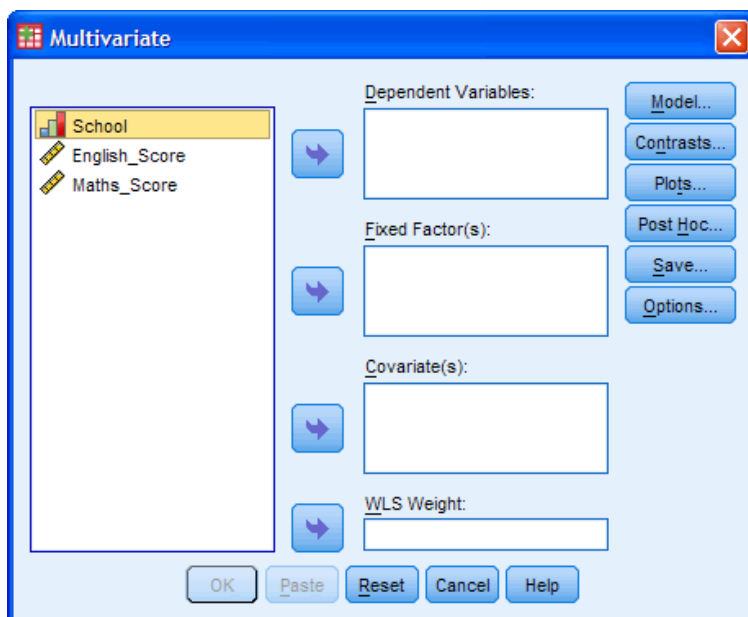 Multivariate
School
English_Score
Maths_Score
Dependent Variables:
Fixed Factor(s):
Covariate(s):
WLS Weight:
Model...
Contrasts...
Plots...
Post Hoc...
Save...
Options...
OK
Paste
Reset
Cancel
Help